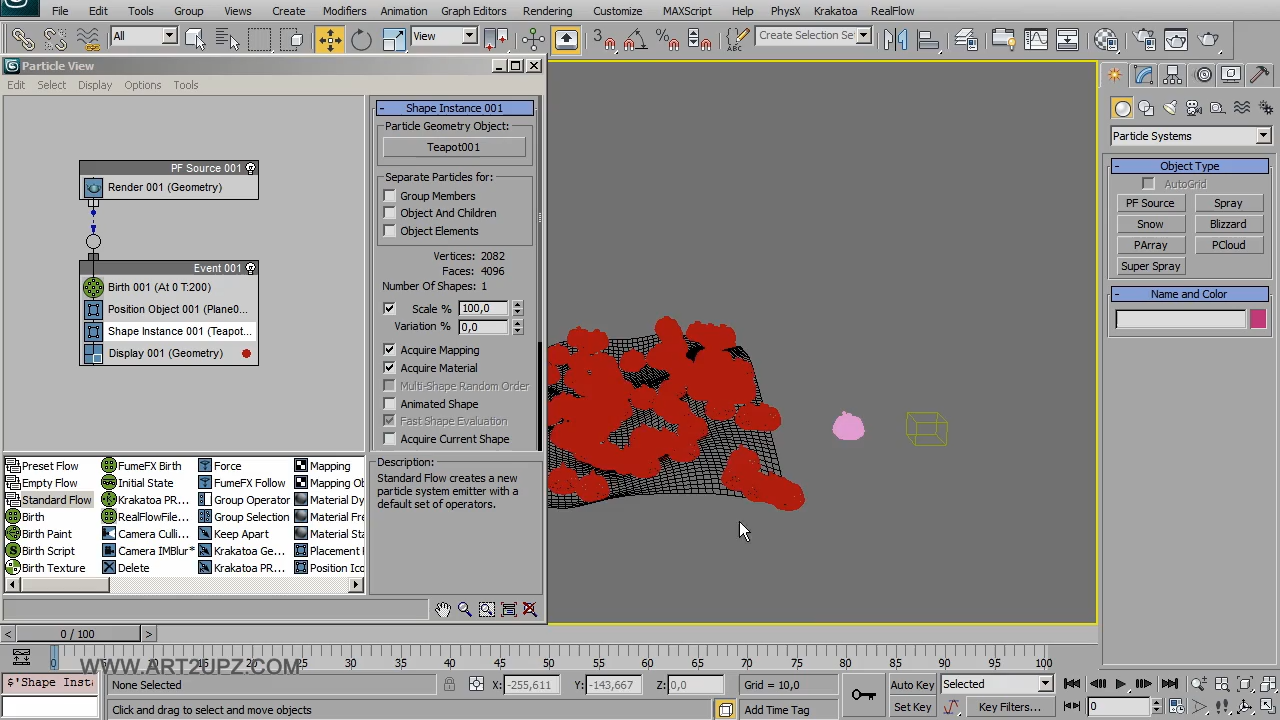 File Edit Tools Group Views Create Modifiers Animation Graph Editors Rendering Customize MAXScript Help PhysX Krakatoa RealFlow
All View 3 Create Selection Se
Particle View
Edit Select Display Options Tools
PF Source 001
Render 001 (Geometry)
Event 001
Birth 001 (At 0 T:200)
Position Object 001 (Plane0...
Shape Instance 001 (Teapot...
Display 001 (Geometry)
Shape Instance 001
Particle Geometry Object:
Teapot001
Separate Particles for:
Group Members
Object And Children
Object Elements
Vertices: 2082
Faces: 4096
Number Of Shapes: 1
Scale % 100,0
Variation % 0,0
Acquire Mapping
Acquire Material
Multi-Shape Random Order
Animated Shape
Fast Shape Evaluation
Acquire Current Shape
Preset Flow FumeFX Birth Force Mapping
Empty Flow Initial State FumeFX Follow Mapping Ob
Standard Flow Krakatoa PR... Group Operator Material Dy
Birth RealFlowFile... Group Selection Material Fre
Birth Paint Camera Culli... Keep Apart Material Sta
Birth Script Camera IMBlur* Krakatoa Ge... Placement P
Birth Texture Delete Krakatoa PR... Position Ico
Description:
Standard Flow creates a new
particle system emitter with a
default set of operators.
Particle Systems
Object Type
AutoGrid
PF Source Spray
Snow Blizzard
PArray PCloud
Super Spray
Name and Color
0 / 100
0 5 15 20 25 30 35 40 45 50 55 60 65 70 75 80 85 90 95 100
WWW.ART2UPZ.COM
$'Shape Inst
None Selected X: -255,611 Y: -143,667 Z: 0,0 Grid = 10,0 Auto Key Selected
Click and drag to select and move objects Add Time Tag Set Key Key Filters... 0